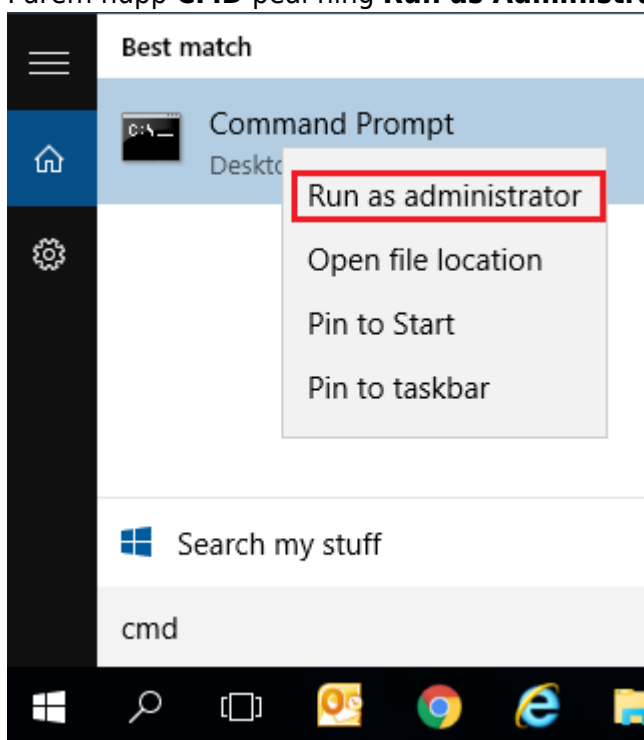 Best match
C:\_
Command Prompt
Run as administrator
Open file location
Pin to Start
Pin to taskbar
Search my stuff
cmd